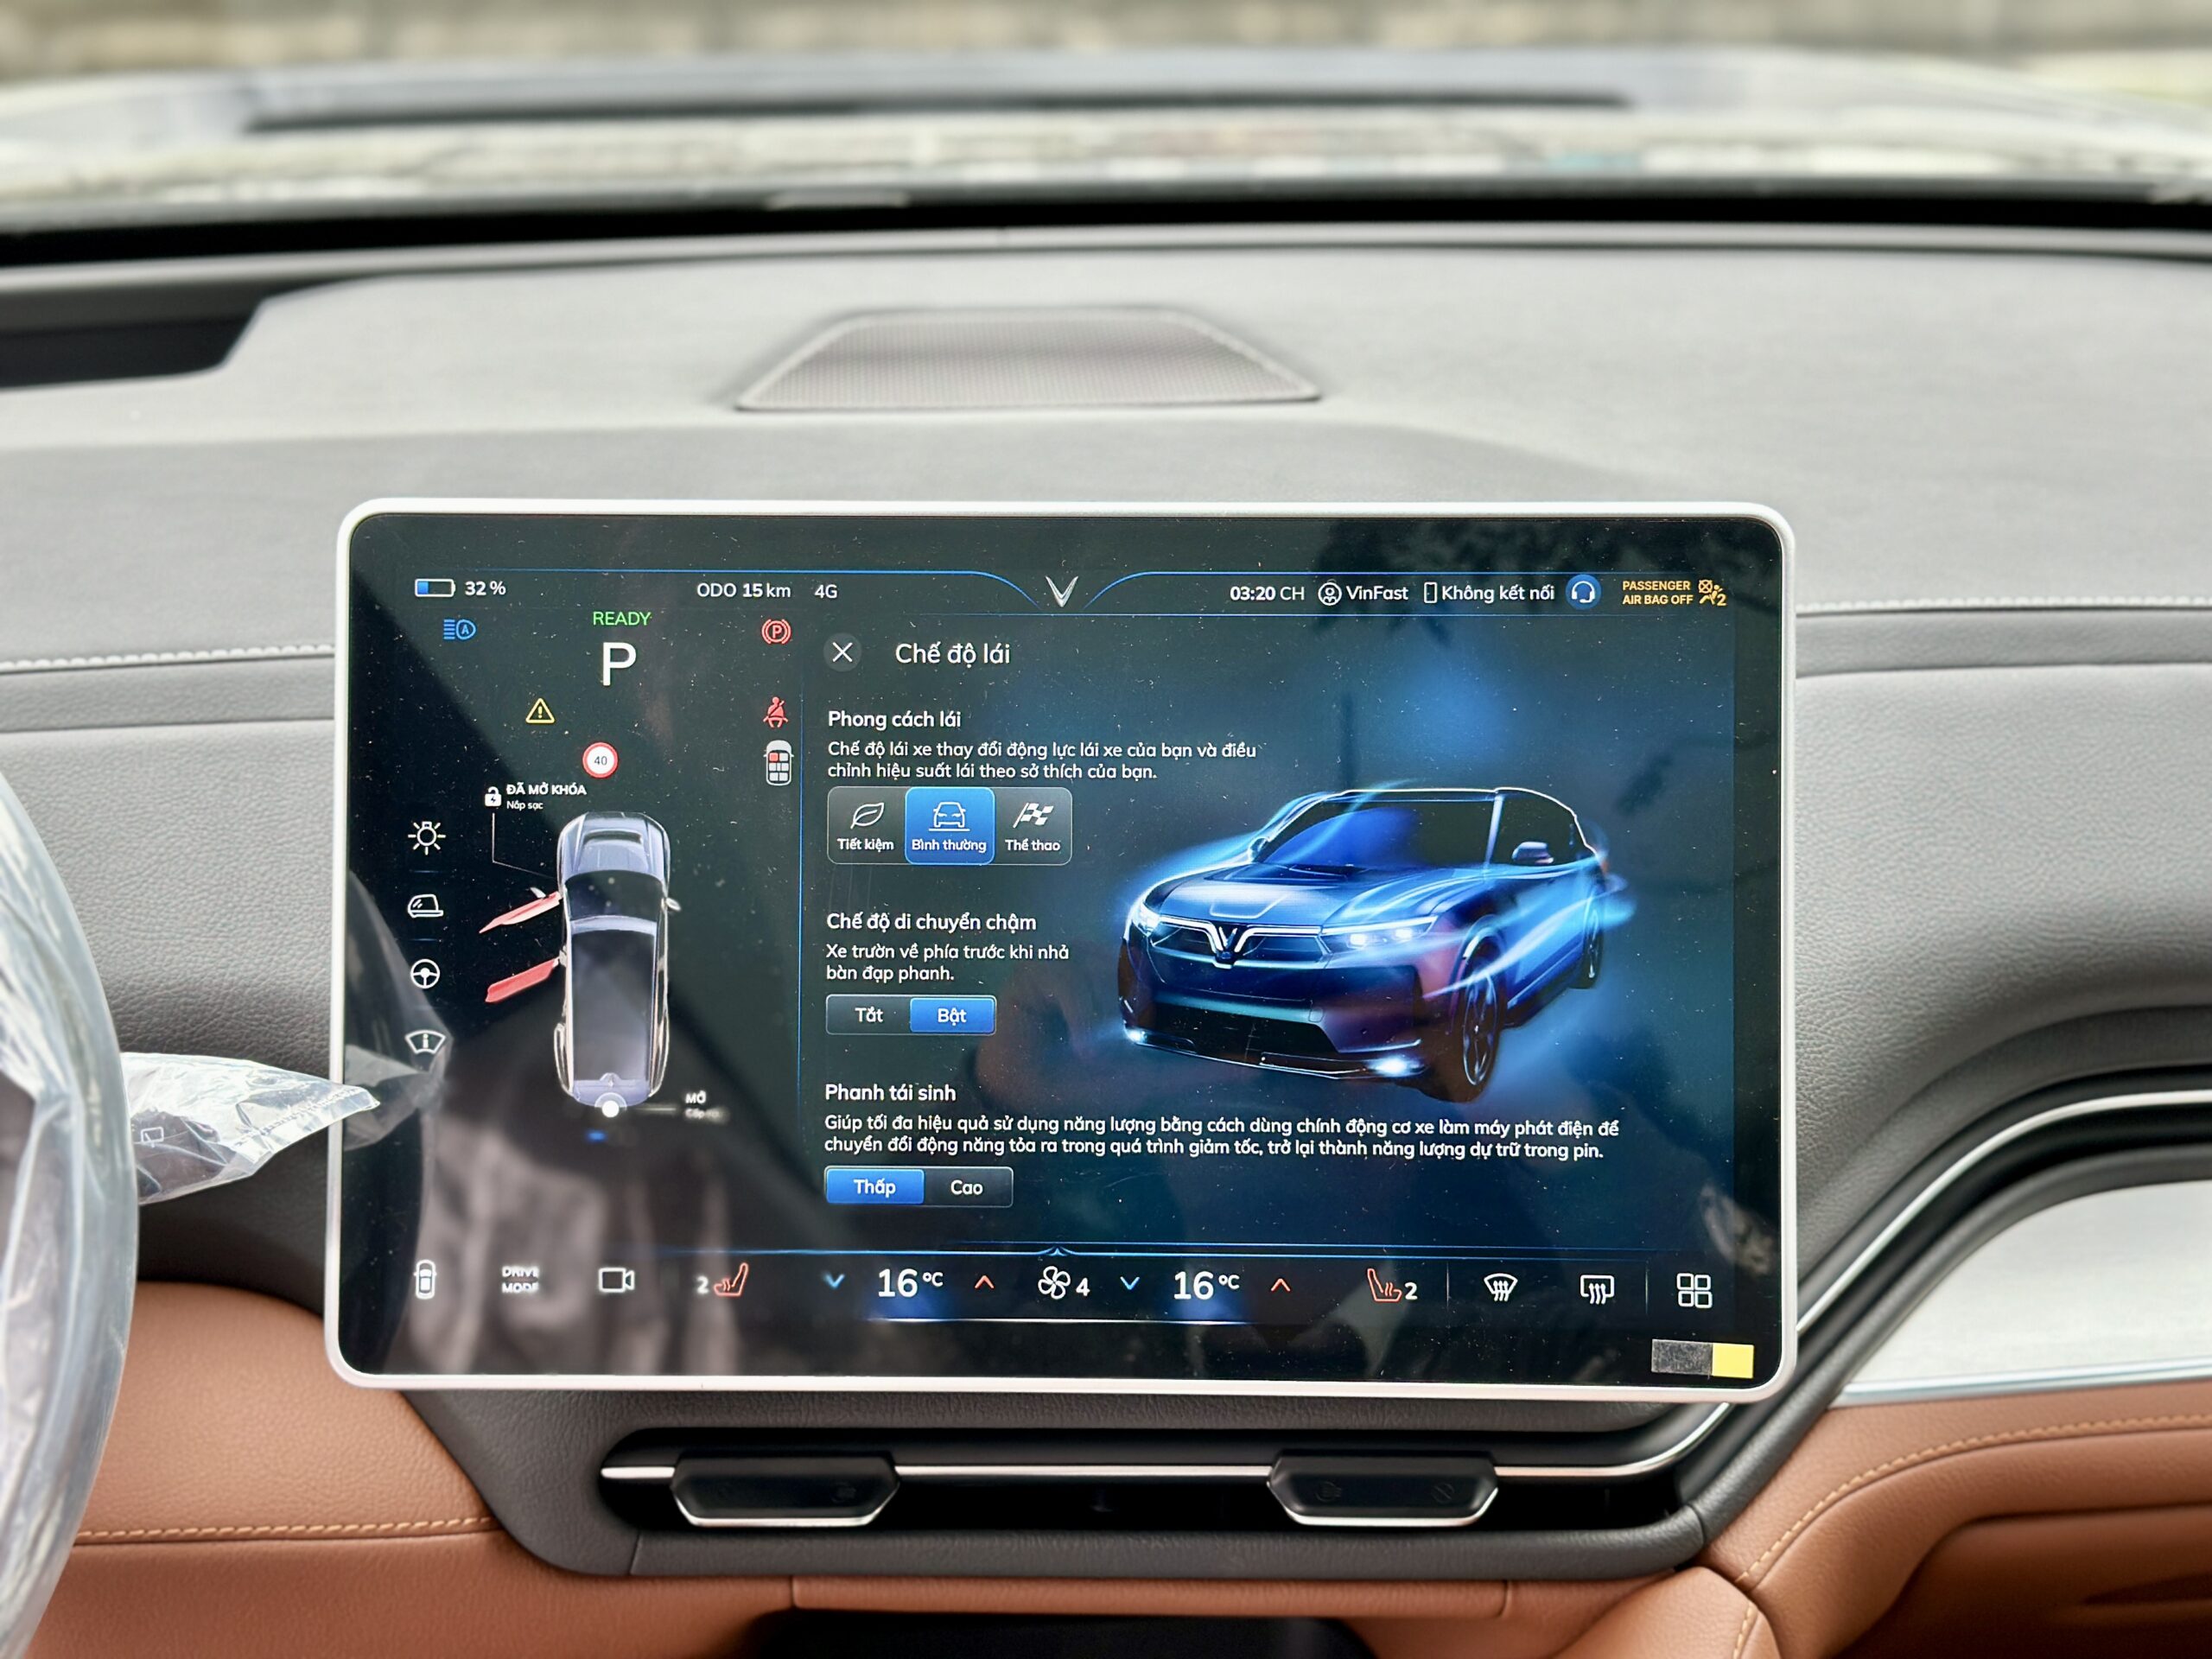 32 %
ODO 15 km
4G
03:20 CH
VinFast
Không kết nối
PASSENGER
AIR BAG OFF
2
A
READY
P
P
40
ĐÃ MỞ KHÓA
Nắp sạc
MỞ
Chế độ lái
Phong cách lái
Chế độ lái xe thay đổi động lực lái xe của bạn và điều
chỉnh hiệu suất lái theo sở thích của bạn.
Tiết kiệm
Bình thường
Thể thao
Chế độ di chuyển chậm
Xe trườn về phía trước khi nhả
bàn đạp phanh.
Tắt
Bật
Phanh tái sinh
Giúp tối đa hiệu quả sử dụng năng lượng bằng cách dùng chính động cơ xe làm máy phát điện để
chuyển đổi động năng tỏa ra trong quá trình giảm tốc, trở lại thành năng lượng dự trữ trong pin.
Thấp
Cao
DRIVE
MODE
2
16°C
4
16°C
2